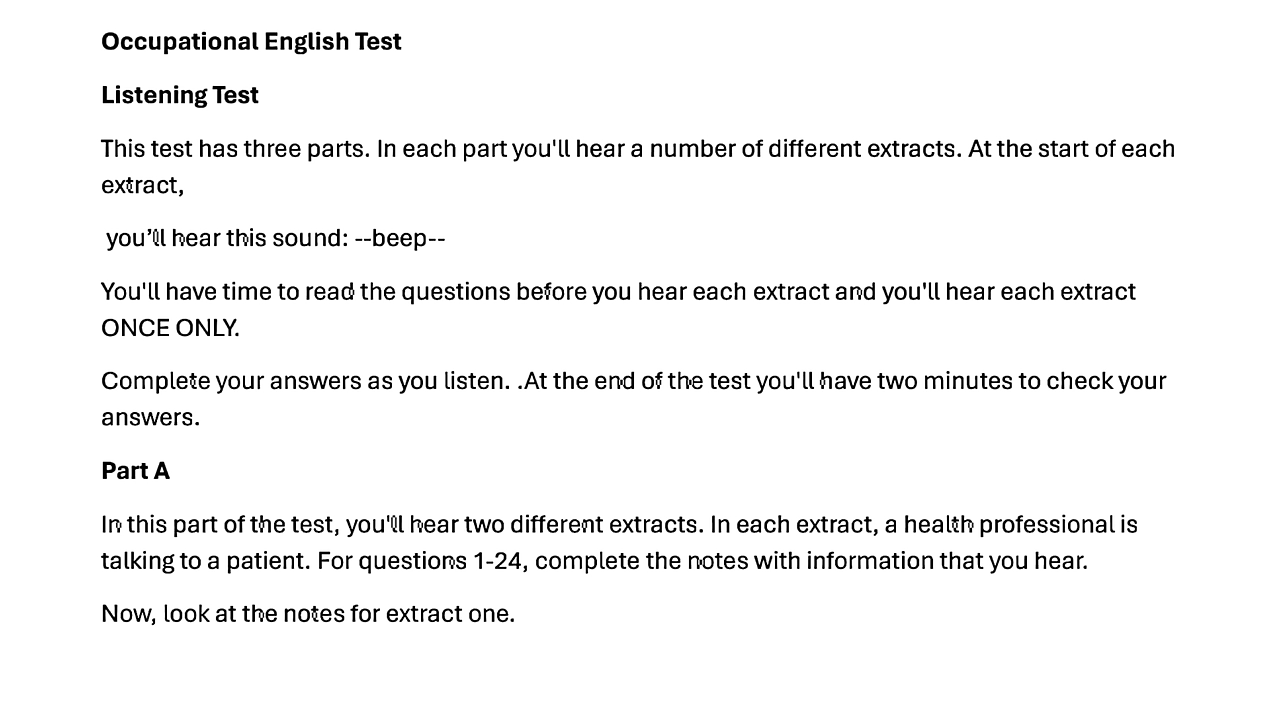 Occupational English Test
Listening Test
This test has three parts. In each part you'll hear a number of different extracts. At the start of each
extract,
you’ll hear this sound: --beep--
You'll have time to read the questions before you hear each extract and you'll hear each extract
ONCE ONLY.
Complete your answers as you listen. .At the end of the test you'll have two minutes to check your
answers.
Part A
In this part of the test, you'll hear two different extracts. In each extract, a health professional is
talking to a patient. For questions 1-24, complete the notes with information that you hear.
Now, look at the notes for extract one.